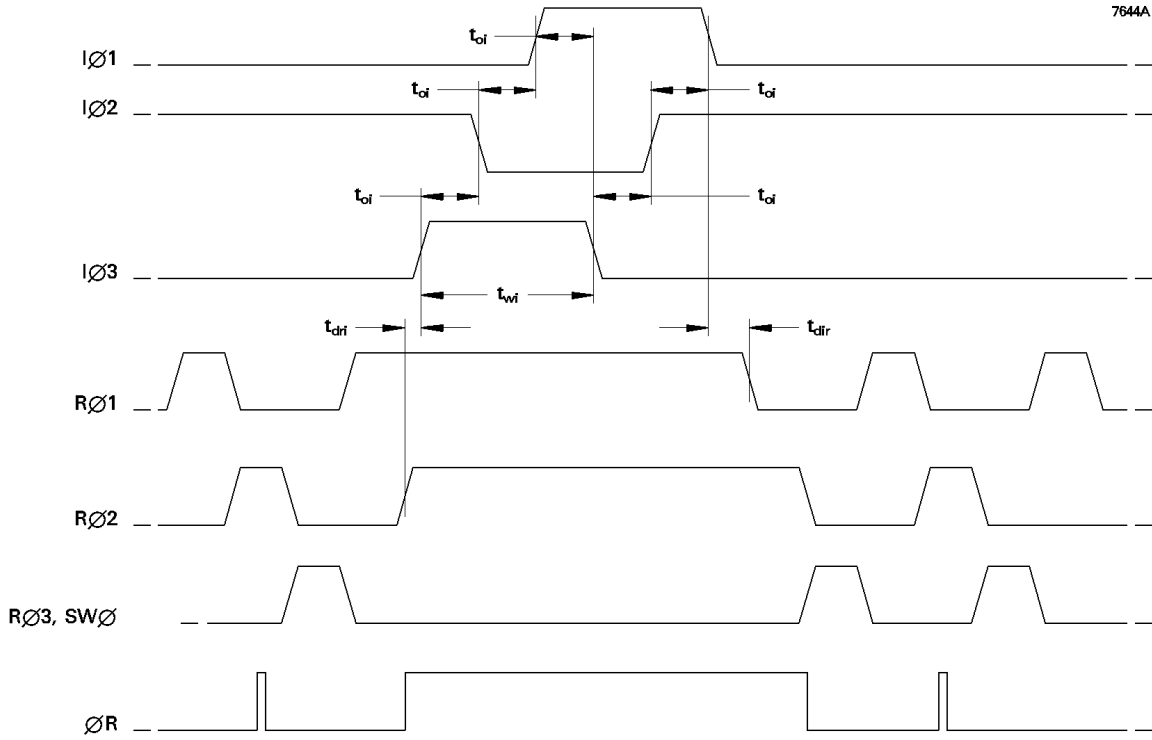 7644A
t_oi
IØ1
t_oi t_oi
IØ2
t_oi t_oi
IØ3
t_wi
t_dri t_dir
RØ1
RØ2
RØ3, SWØ
ØR